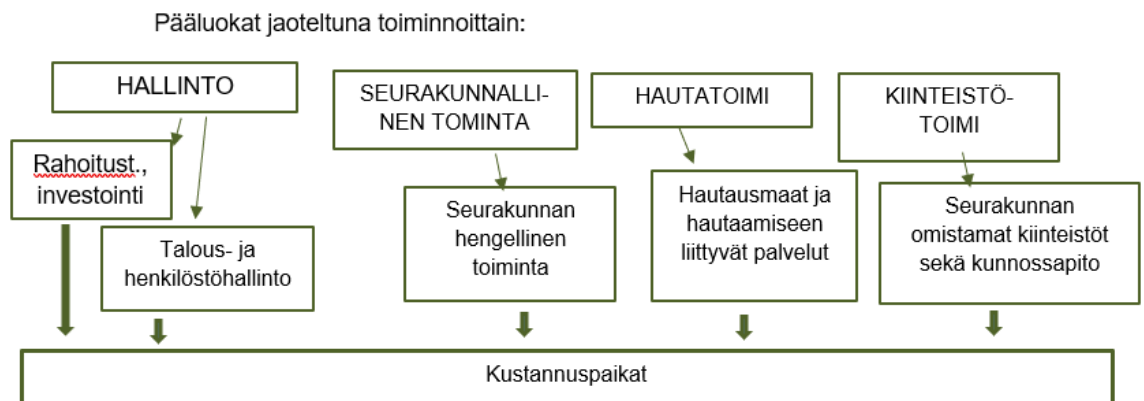 Pääluokat jaoteltuna toiminnoittain:
HALLINTO
SEURAKUNNALLI-
NEN TOMINTA
HAUTATOIMI
KIINTEISTÖ-
TOIMI
Rahoitust.,
investointi
Talous- ja
henkilöstöhallinto
Seurakunnan
hengellinen
toiminta
Hautausmaat ja
hautaamiseen
liittyvät palvelut
Seurakunnan
omistamat kiinteistöt
sekä kunnossapito
Kustannuspaikat